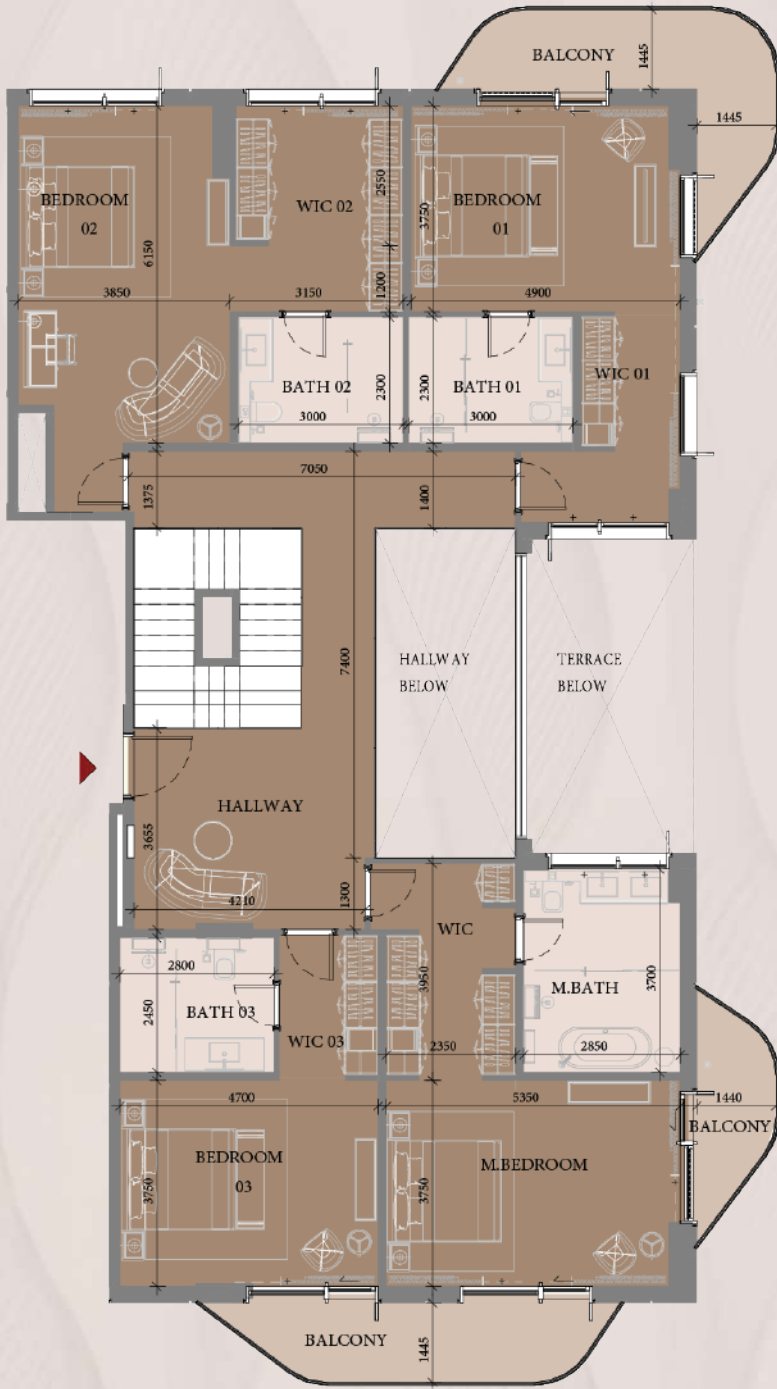 BALCONY
1445
1445
BEDROOM
02
6150
3850
WIC 02
2550
1200
3150
BEDROOM
01
3750
4900
WIC 01
BATH 02
2300
3000
BATH 01
2300
3000
7050
1375
1400
7400
HALLWAY
BELOW
TERRACE
BELOW
HALLWAY
3655
4210
1300
WIC
3950
2350
M.BATH
3700
2850
2800
BATH 03
2450
WIC 03
4700
5350
1440
BALCONY
BEDROOM
03
3750
M.BEDROOM
3750
BALCONY
1445